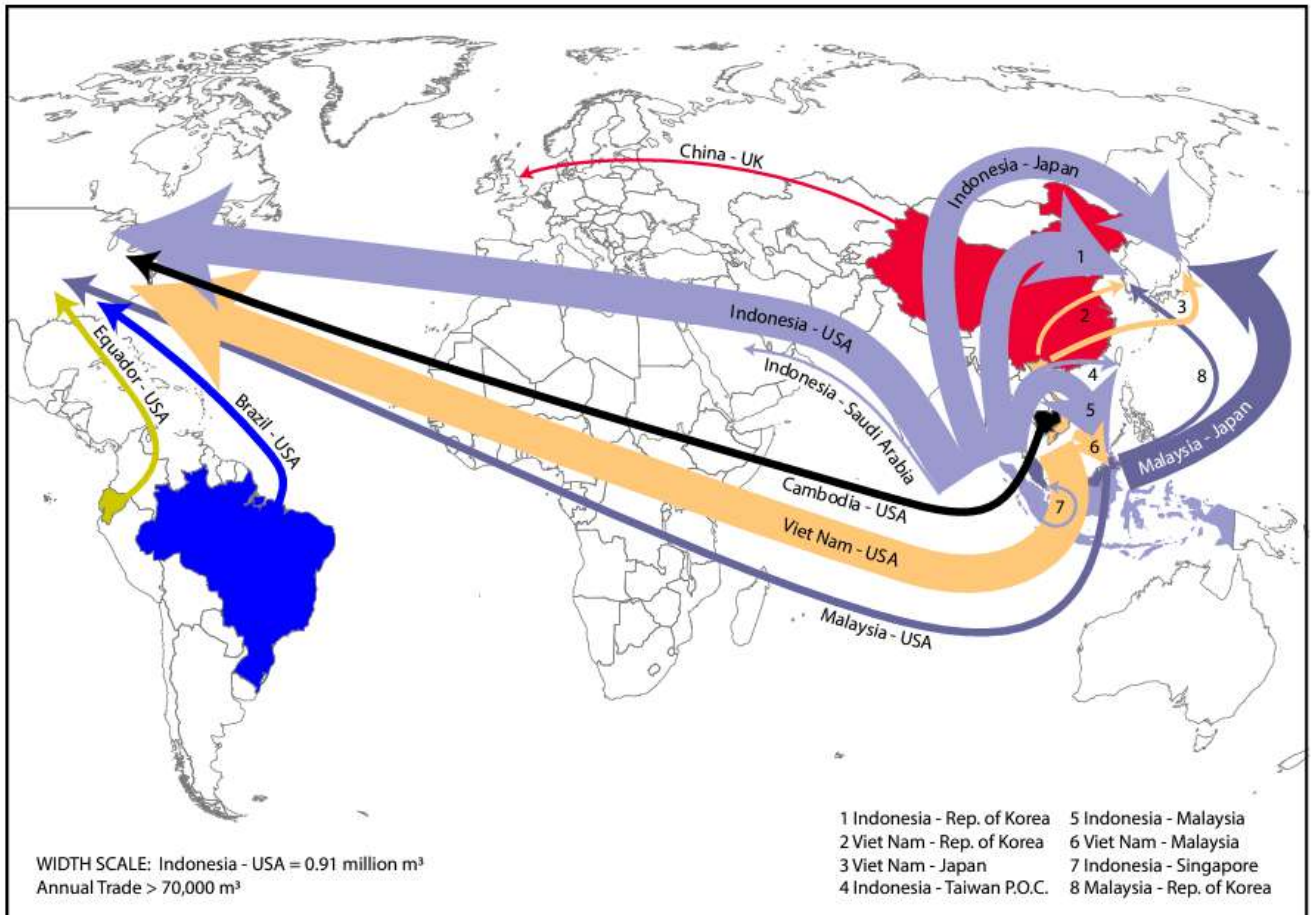 China - UK
Indonesia - Japan
1
Indonesia - USA
2
3
Equador - USA
Indonesia - Saudi Arabia
4
8
Brazil - USA
5
6
Malaysia - Japan
Cambodia - USA
7
Viet Nam - USA
Malaysia - USA
1 Indonesia - Rep. of Korea
2 Viet Nam - Rep. of Korea
3 Viet Nam - Japan
4 Indonesia - Taiwan P.O.C.
5 Indonesia - Malaysia
6 Viet Nam - Malaysia
7 Indonesia - Singapore
8 Malaysia - Rep. of Korea
WIDTH SCALE: Indonesia - USA = 0.91 million m³
Annual Trade > 70,000 m³